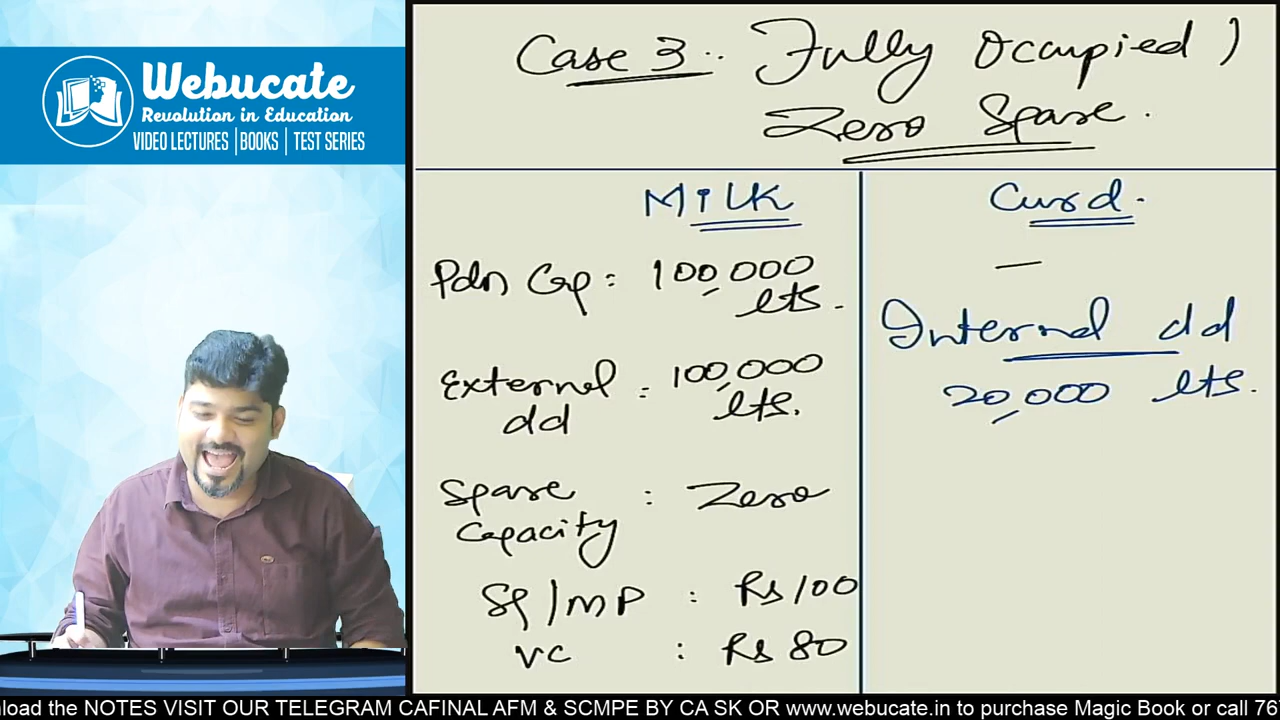 Webucate
Revolution in Education
VIDEO LECTURES | BOOKS | TEST SERIES
Case 3:. Fully Occupied )
Zero Spare.
Milk
Pdn Cap : 100,000
lts.
External : 100,000
dd lts.
Spare : Zero
Capacity
SP/MP : Rs 100
VC : Rs 80
Curd.
—
Internal dd
20,000 lts.
nload the NOTES VISIT OUR TELEGRAM CAFINAL AFM & SCMPE BY CA SK OR www.webucate.in to purchase Magic Book or call 76